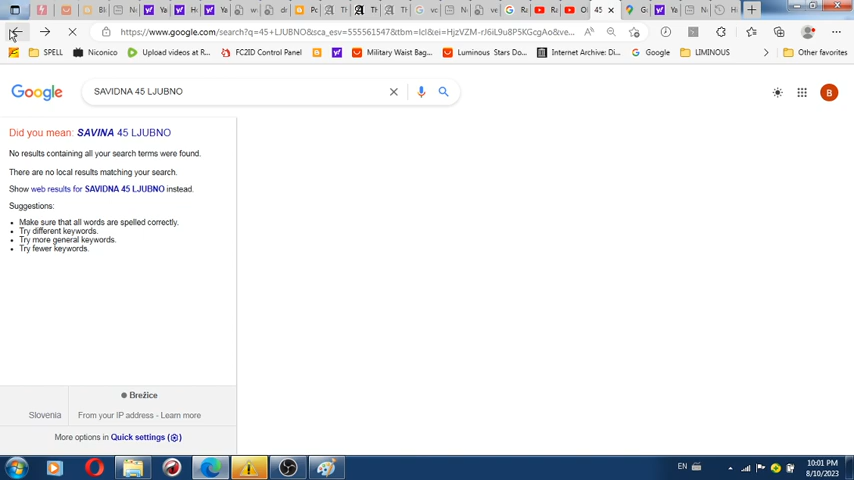 45
https://www.google.com/search?q=45+LJUBNO&sca_esv=555561547&tbm=lcl&ei=HjzVZM-rJ6iL9u8P5KGcgAo&ve...
SPELL
Niconico
Upload videos at R...
FC2ID Control Panel
Military Waist Bag...
Luminous Stars Do...
Internet Archive: Di...
Google
LIMINOUS
Other favorites
Google
SAVIDNA 45 LJUBNO
B
Did you mean: SAVINA 45 LJUBNO
No results containing all your search terms were found.
There are no local results matching your search.
Show web results for SAVIDNA 45 LJUBNO instead.
Suggestions:
Make sure that all words are spelled correctly.
Try different keywords.
Try more general keywords.
Try fewer keywords.
Brežice
Slovenia
From your IP address - Learn more
More options in Quick settings
EN
10:01 PM
8/10/2023